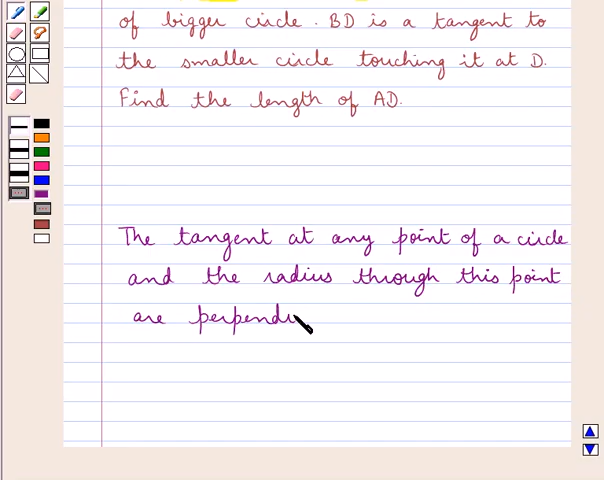 of bigger circle. BD is a tangent to
the smaller circle touching it at D.
Find the length of AD.
The tangent at any point of a circle
and the radius through this point
are perpendi